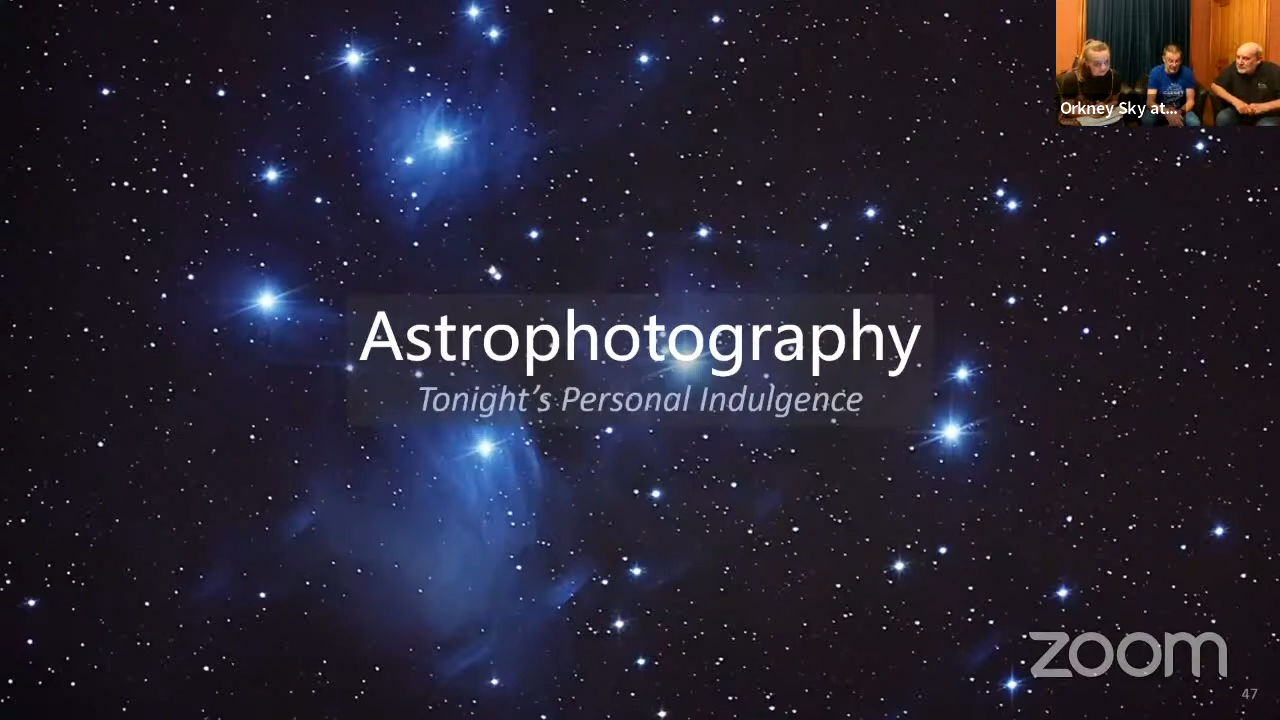 Orkney Sky at...
Astrophotography
Tonight's Personal Indulgence
zoom
47